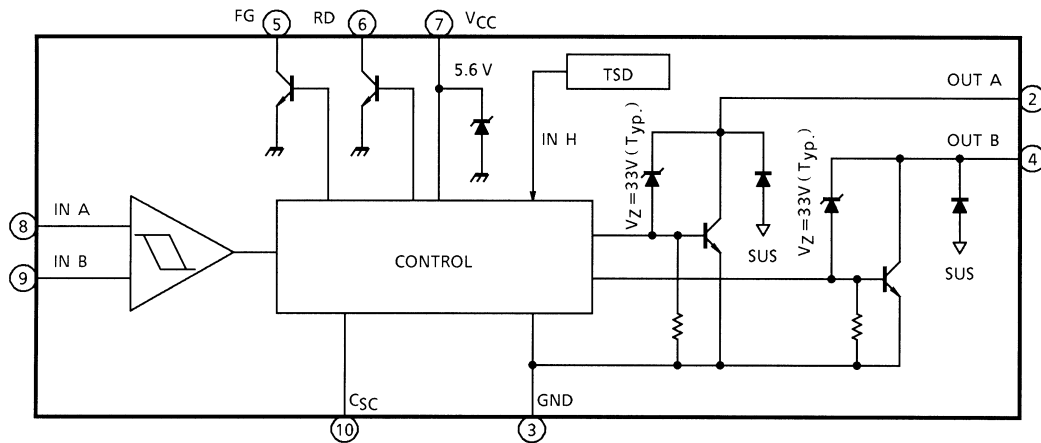 FG 5 RD 6 7 VCC
5.6 V
TSD
OUT A
2
IN H
VZ=33V(Typ.)
VZ=33V(Typ.)
OUT B
4
8 IN A
9 IN B
CONTROL
SUS
SUS
CSC
GND
10
3